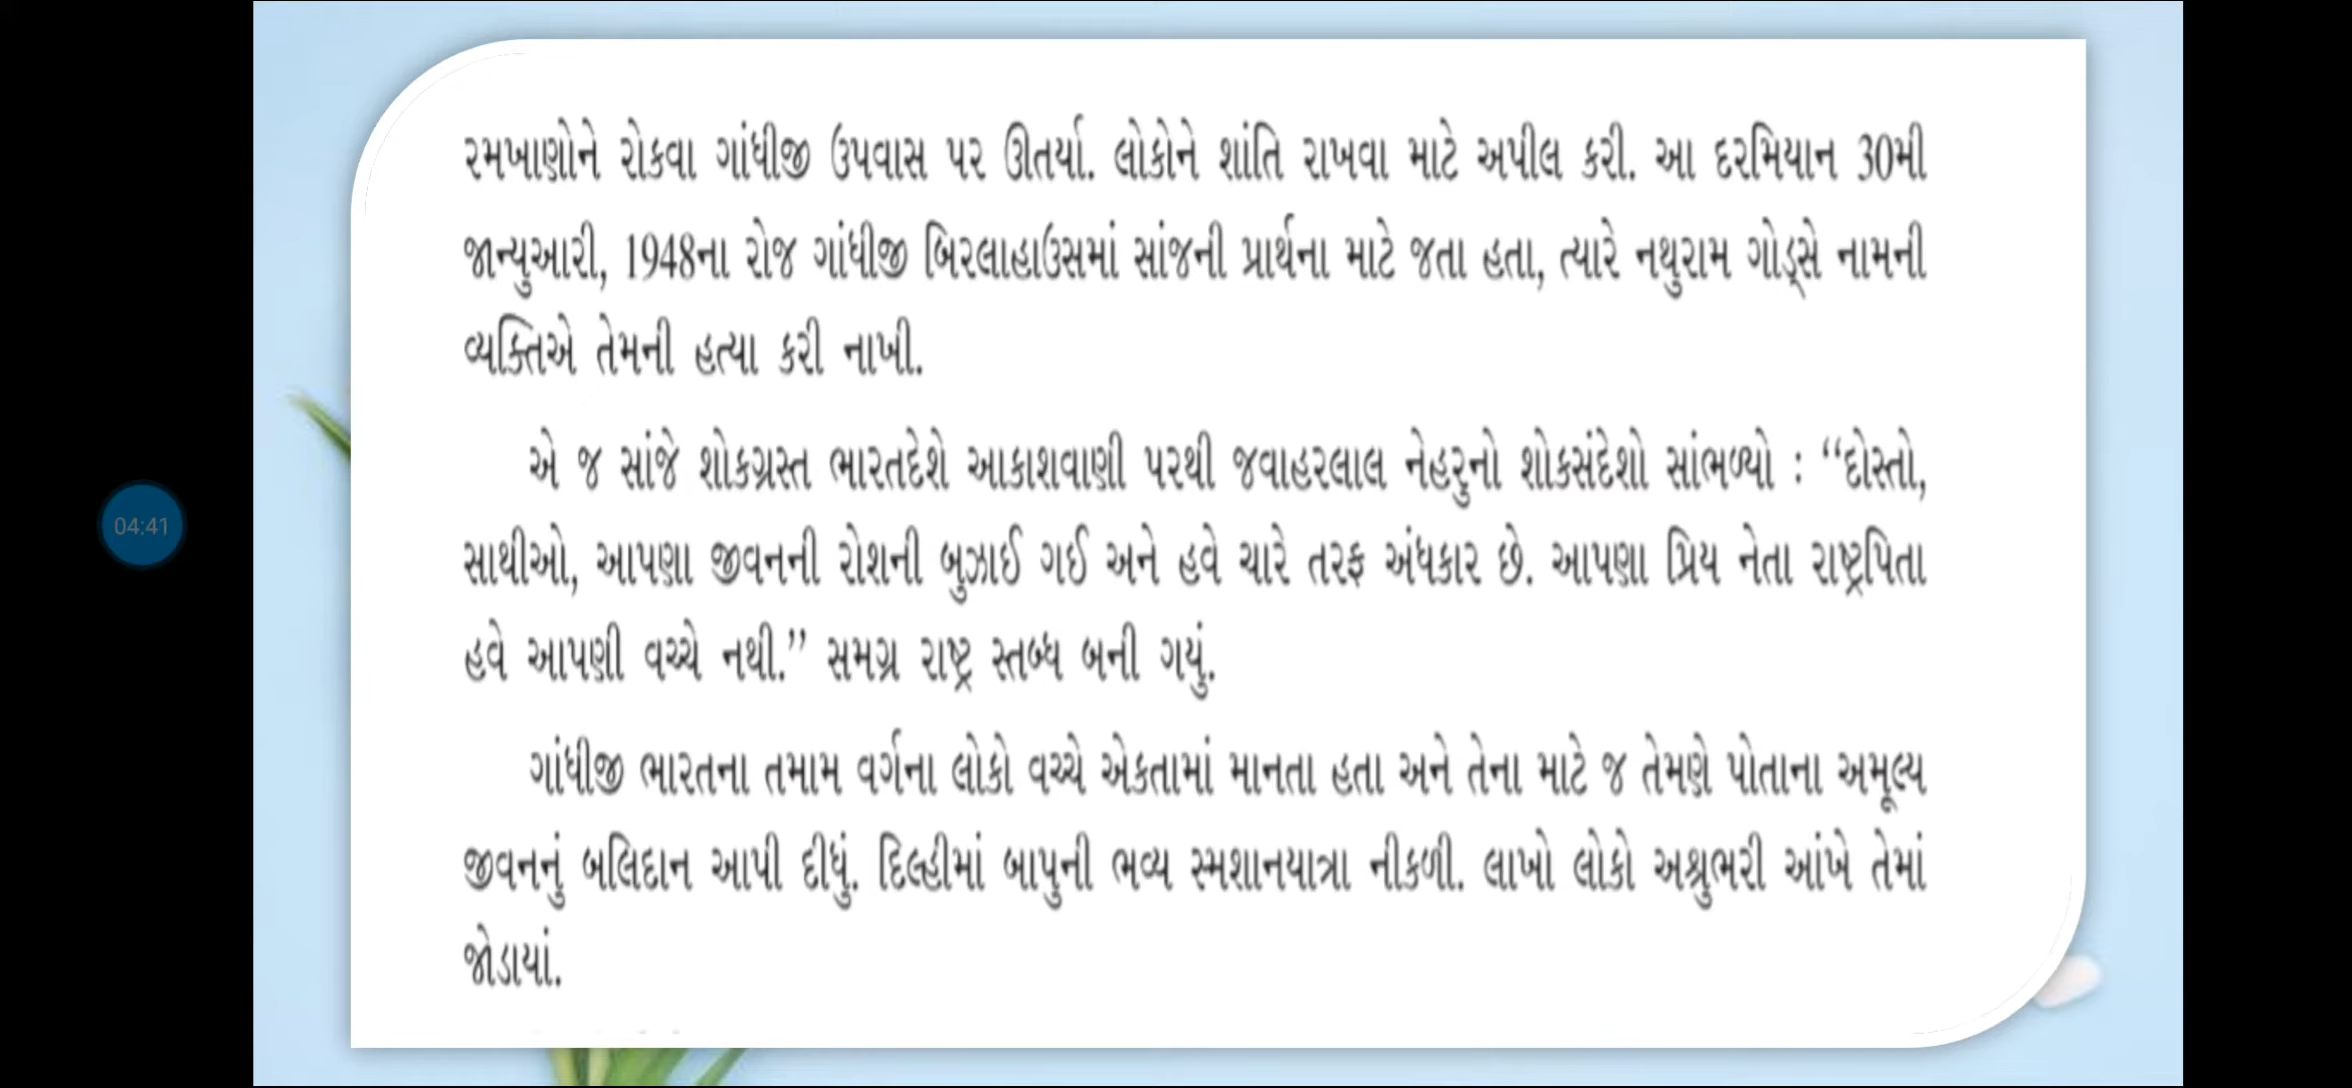 રમખાણોને રોકવા ગાંધીજી ઉપવાસ પર ઊતર્યા. લોકોને શાંતિ રાખવા માટે અપીલ કરી. આ દરમિયાન 30મી
જાન્યુઆરી, 1948ના રોજ ગાંધીજી બિરલાહાઉસમાં સાંજની પ્રાર્થના માટે જતા હતા, ત્યારે નથુરામ ગોડ્સે નામની
વ્યક્તિએ તેમની હત્યા કરી નાખી.
એ જ સાંજે શોકગ્રસ્ત ભારતદેશે આકાશવાણી પરથી જવાહરલાલ નેહરુનો શોકસંદેશો સાંભળ્યો : “દોસ્તો,
સાથીઓ, આપણા જીવનની રોશની બુઝાઈ ગઈ અને હવે ચારે તરફ અંધકાર છે. આપણા પ્રિય નેતા રાષ્ટ્રપિતા
હવે આપણી વચ્ચે નથી.” સમગ્ર રાષ્ટ્ર સ્તબ્ધ બની ગયું.
ગાંધીજી ભારતના તમામ વર્ગના લોકો વચ્ચે એકતામાં માનતા હતા અને તેના માટે જ તેમણે પોતાના અમૂલ્ય
જીવનનું બલિદાન આપી દીધું. દિલ્હીમાં બાપુની ભવ્ય સ્મશાનયાત્રા નીકળી. લાખો લોકો અશ્રુભરી આંખે તેમાં
જોડાયાં.
04:41